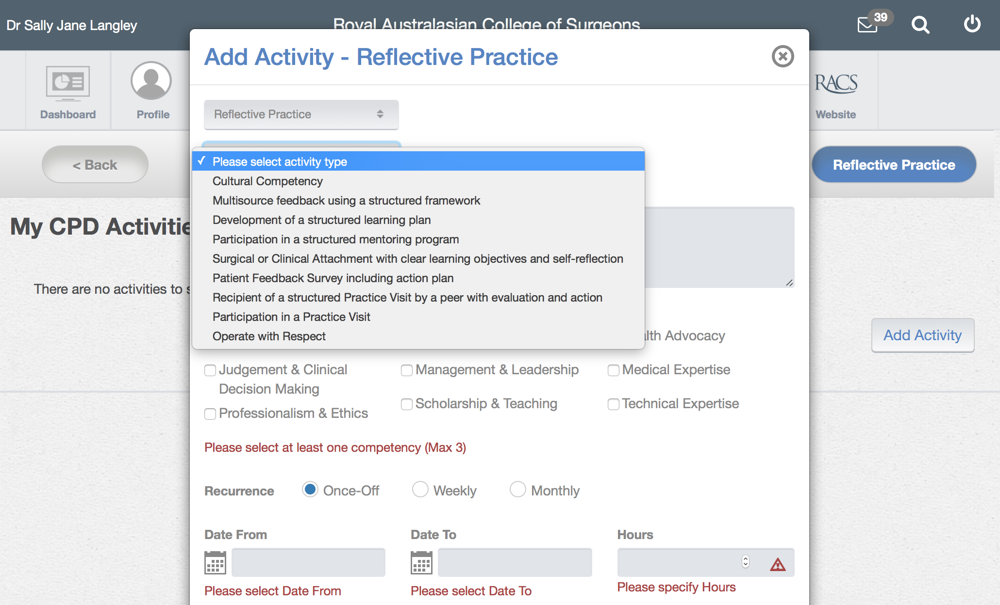 Dr Sally Jane Langley
Royal Australasian College of Surgeons
39
Add Activity - Reflective Practice
Dashboard
Profile
RACS
Website
Reflective Practice
< Back
Reflective Practice
✓ Please select activity type
Cultural Competency
Multisource feedback using a structured framework
Development of a structured learning plan
Participation in a structured mentoring program
Surgical or Clinical Attachment with clear learning objectives and self-reflection
Patient Feedback Survey including action plan
Recipient of a structured Practice Visit by a peer with evaluation and action
Participation in a Practice Visit
Operate with Respect
My CPD Activitie
There are no activities to
lth Advocacy
Add Activity
Judgement & Clinical
Decision Making
Management & Leadership
Medical Expertise
Professionalism & Ethics
Scholarship & Teaching
Technical Expertise
Please select at least one competency (Max 3)
Recurrence Once-Off Weekly Monthly
Date From
Date To
Hours
Please select Date From
Please select Date To
Please specify Hours